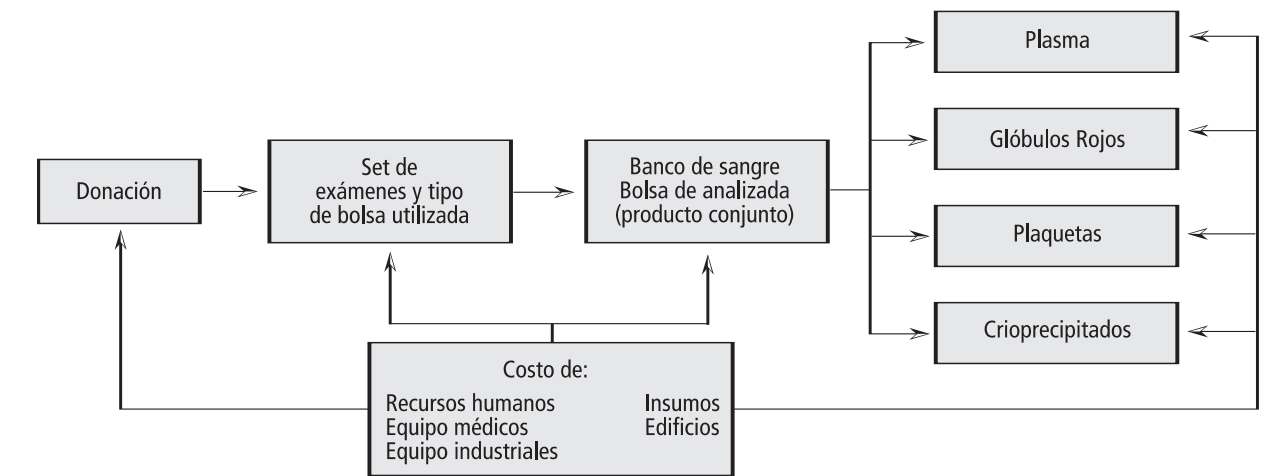 Donación
Set de
exámenes y tipo
de bolsa utilizada
Banco de sangre
Bolsa de analizada
(producto conjunto)
Plasma
Glóbulos Rojos
Plaquetas
Crioprecipitados
Costo de:
Recursos humanos Insumos
Equipo médicos Edificios
Equipo industriales